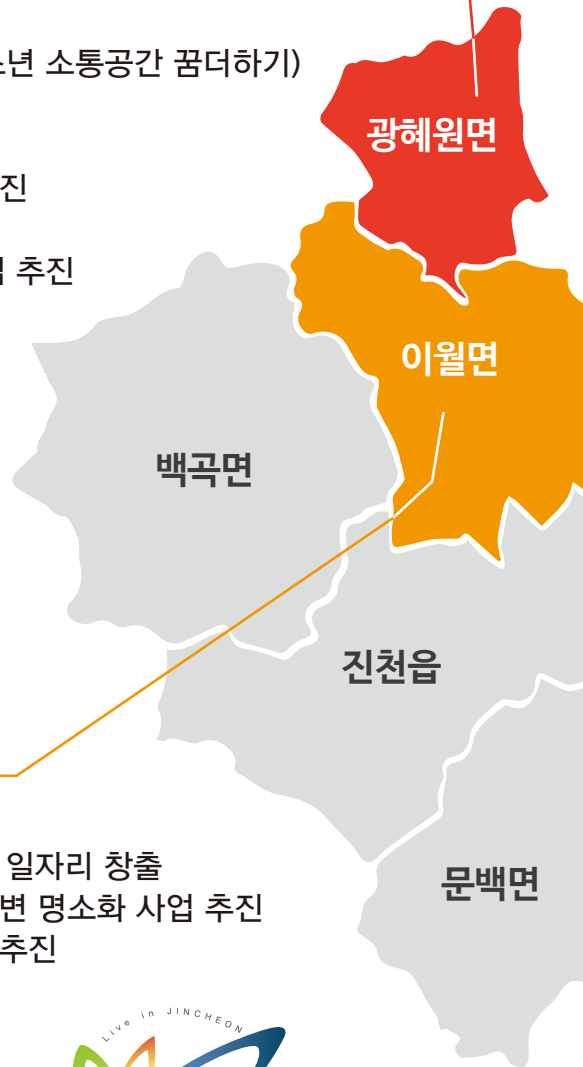 소년 소통공간 꿈더하기)
광혜원면
진
추진
이월면
백곡면
진천읍
일자리 창출
문백면
변 명소화 사업 추진
추진
Live in JINCHEON